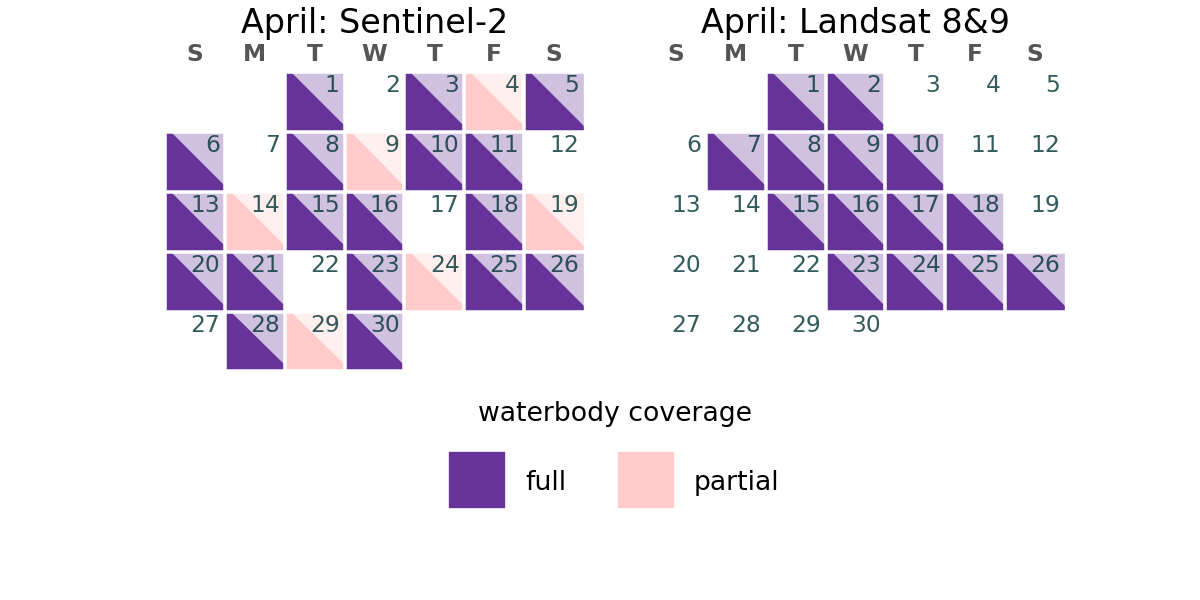 April: Sentinel-2
S M T W T F S
1 2 3 4 5
6 7 8 9 10 11 12
13 14 15 16 17 18 19
20 21 22 23 24 25 26
27 28 29 30
April: Landsat 8&9
S M T W T F S
1 2 3 4 5
6 7 8 9 10 11 12
13 14 15 16 17 18 19
20 21 22 23 24 25 26
27 28 29 30
waterbody coverage
full partial